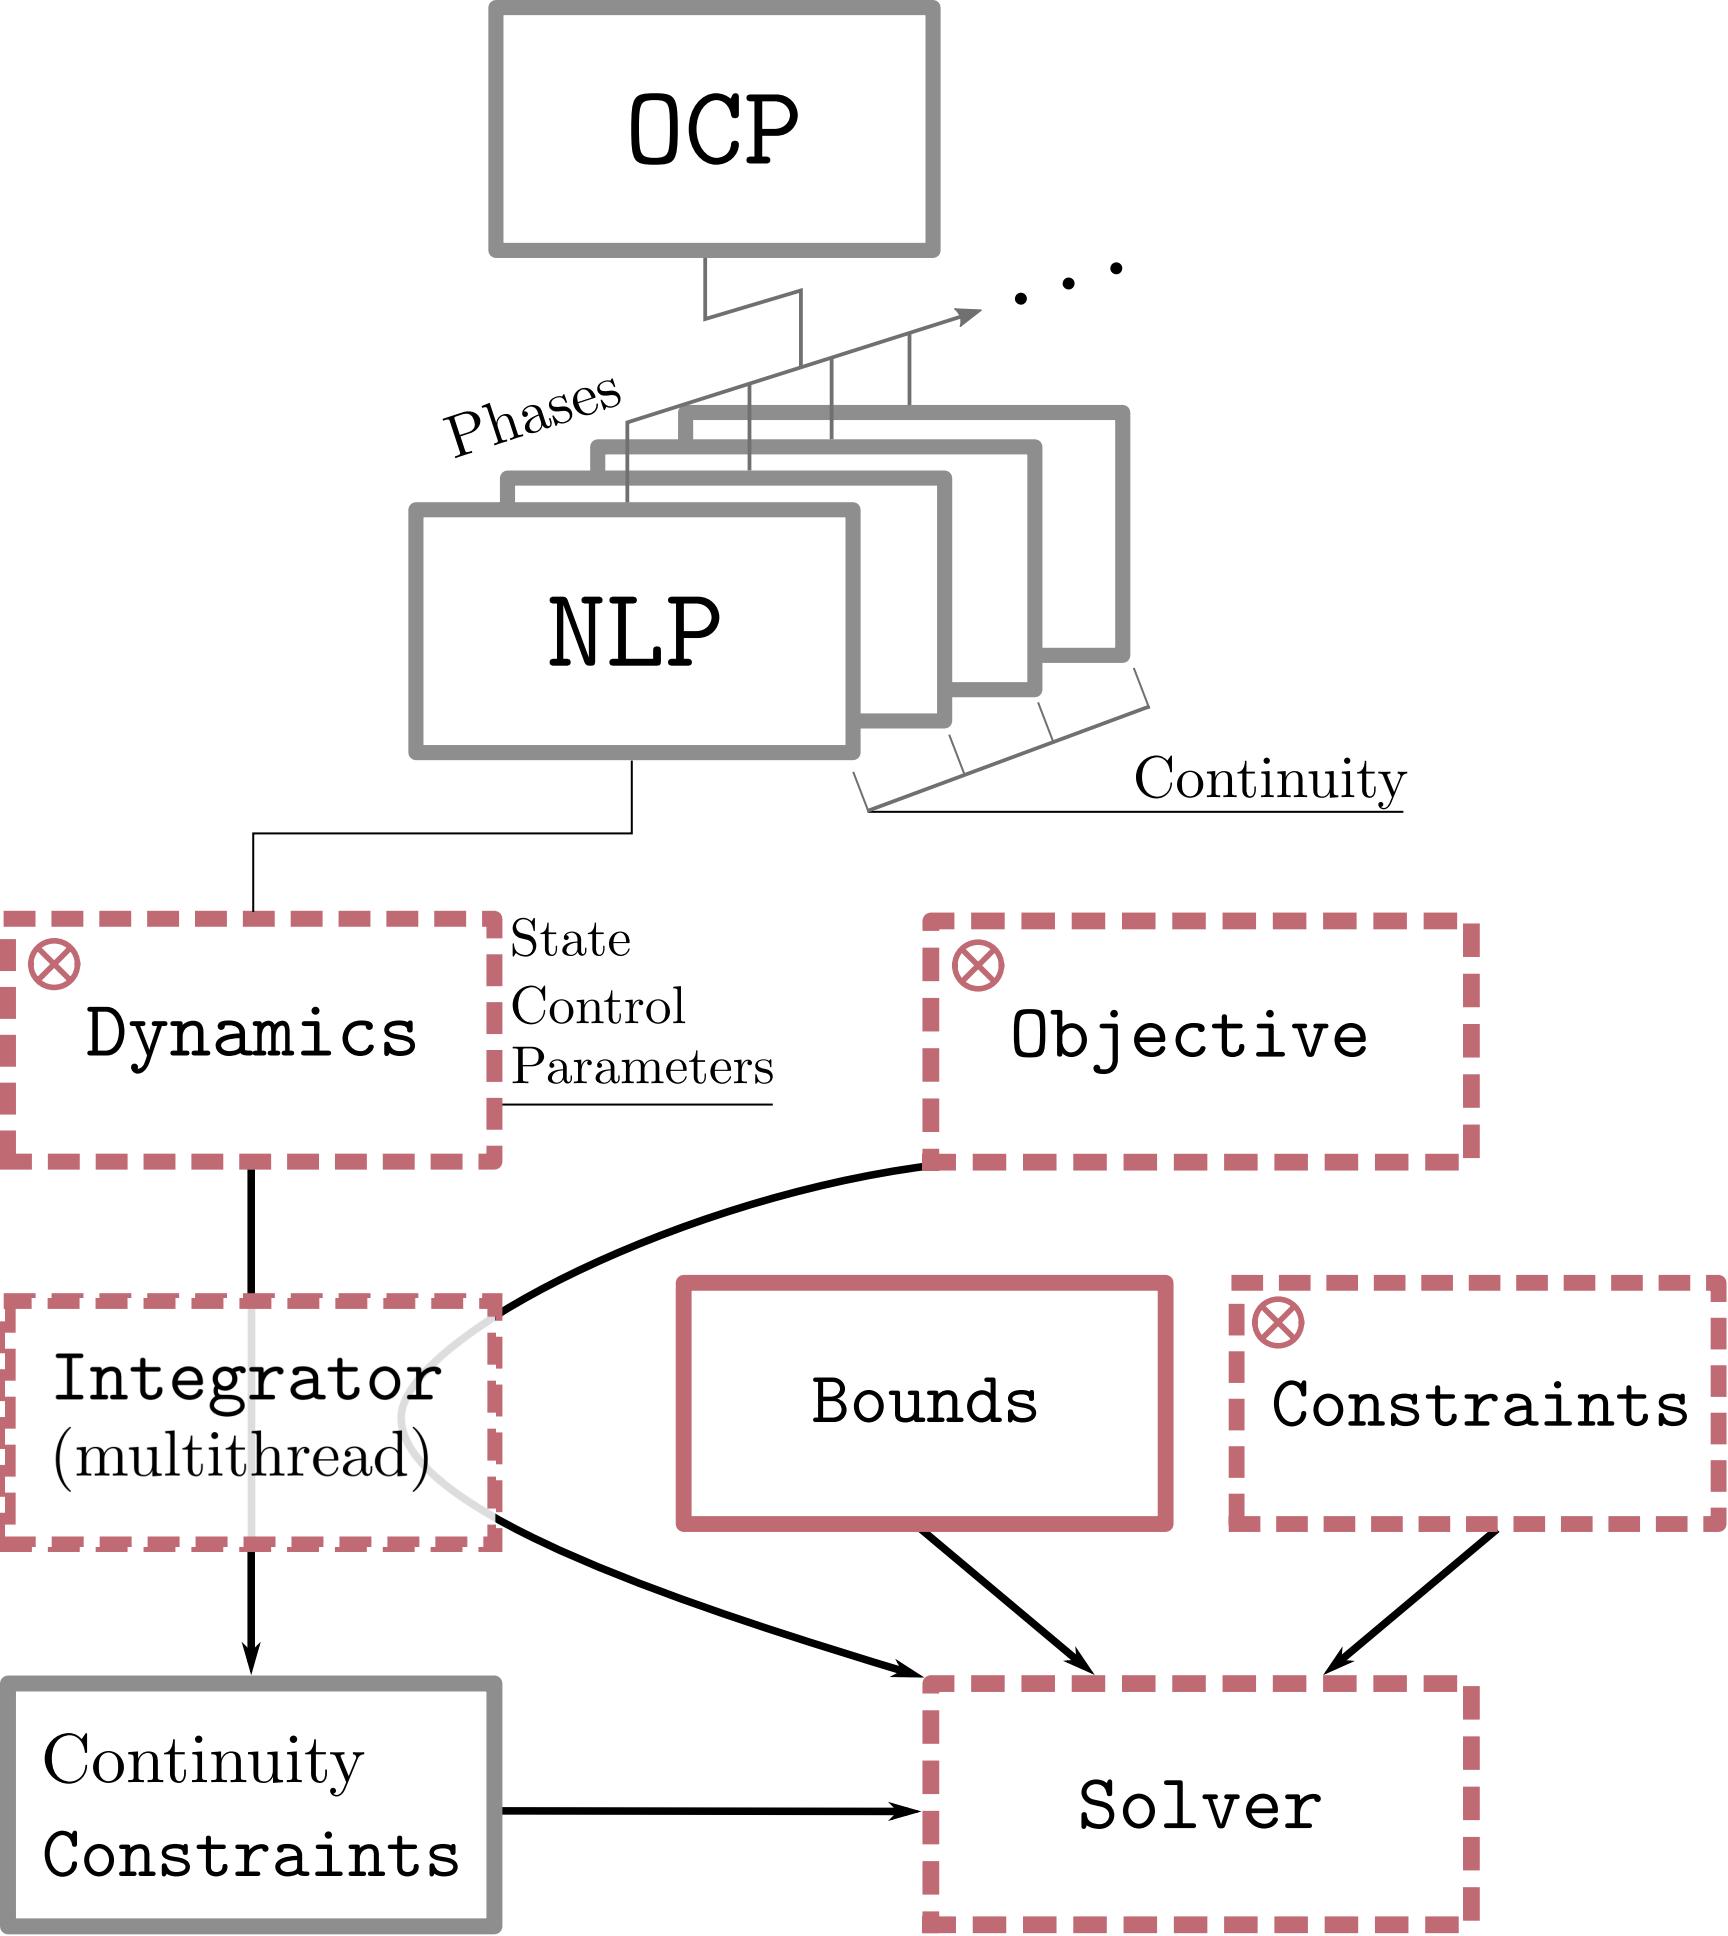 OCP
. . .
Phases
NLP
Continuity
State
Control
Parameters
Dynamics
Objective
Integrator
(multithread)
Bounds
Constraints
Continuity
Constraints
Solver